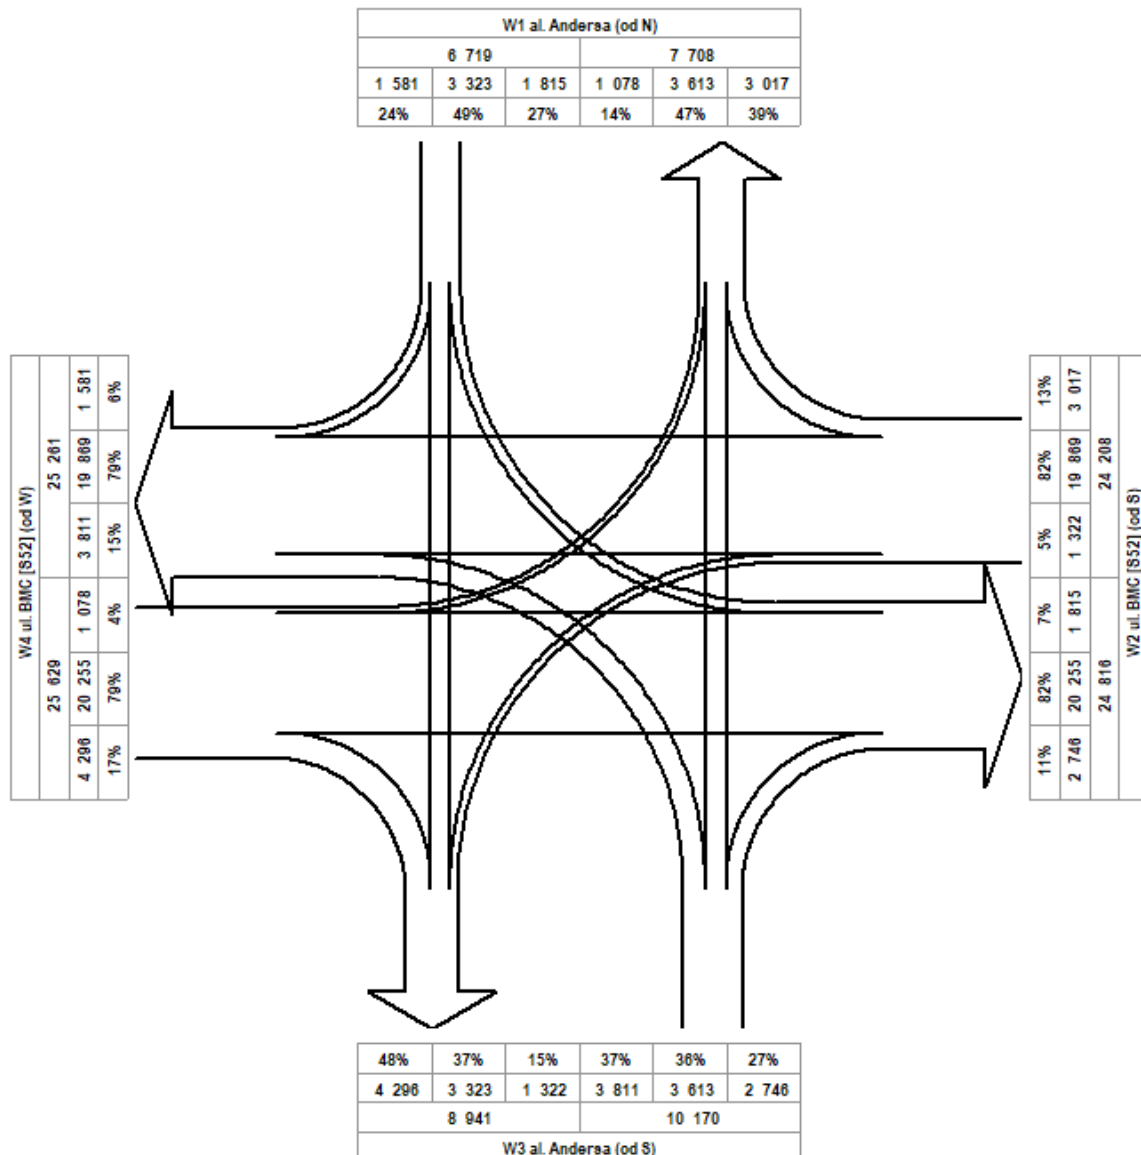 W1 al. Andersa (od N)
6 719 7 708
1 581 3 323 1 815 1 078 3 613 3 017
24% 49% 27% 14% 47% 39%
W4 ul. BMC [S52] (od W)
25 629 25 261
4 296 20 255 1 078 3 811 19 869 1 581
17% 79% 4% 15% 79% 6%
11% 82% 7% 5% 82% 13%
2 746 20 255 1 815 1 322 19 869 3 017
24 816 24 208
W2 ul. BMC [S52] (od S)
48% 37% 15% 37% 36% 27%
4 296 3 323 1 322 3 811 3 613 2 746
8 941 10 170
W3 al. Andersa (od S)